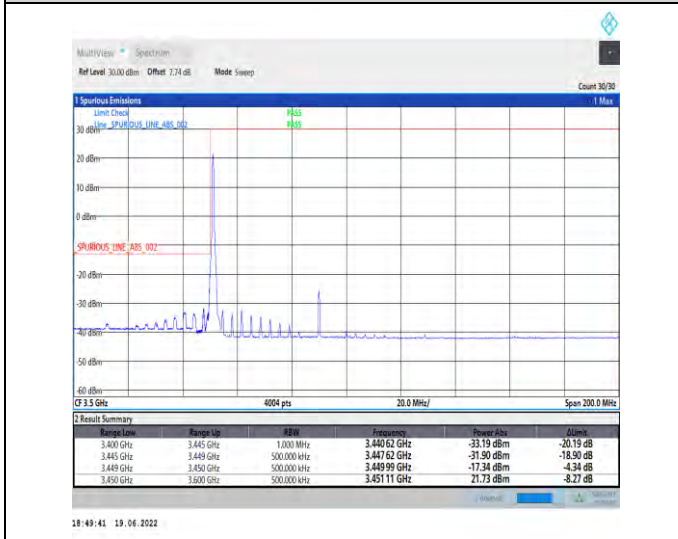 MultiView Spectrum
Ref Level 30.00 dBm Offset 7.74 dB Mode Sweep
Count 30/30
1 Spurious Emissions 1 Max
Limit Check PASS
Line _SPURIOUS_LINE_ABS_002 PASS
30 dBm
20 dBm
10 dBm
0 dBm
_SPURIOUS_LINE_ABS_002
-20 dBm
-30 dBm
-40 dBm
-50 dBm
-60 dBm
CF 3.5 GHz 4004 pts 20.0 MHz/ Span 200.0 MHz
2 Result Summary
Range Low Range Up RBW Frequency Power Abs ΔLimit
3.400 GHz 3.445 GHz 1.000 MHz 3.440 62 GHz -33.19 dBm -20.19 dB
3.445 GHz 3.449 GHz 500.000 kHz 3.447 62 GHz -31.90 dBm -18.90 dB
3.449 GHz 3.450 GHz 500.000 kHz 3.449 99 GHz -17.34 dBm -4.34 dB
3.450 GHz 3.600 GHz 500.000 kHz 3.451 11 GHz 21.73 dBm -8.27 dB
18:49:41 19.06.2022